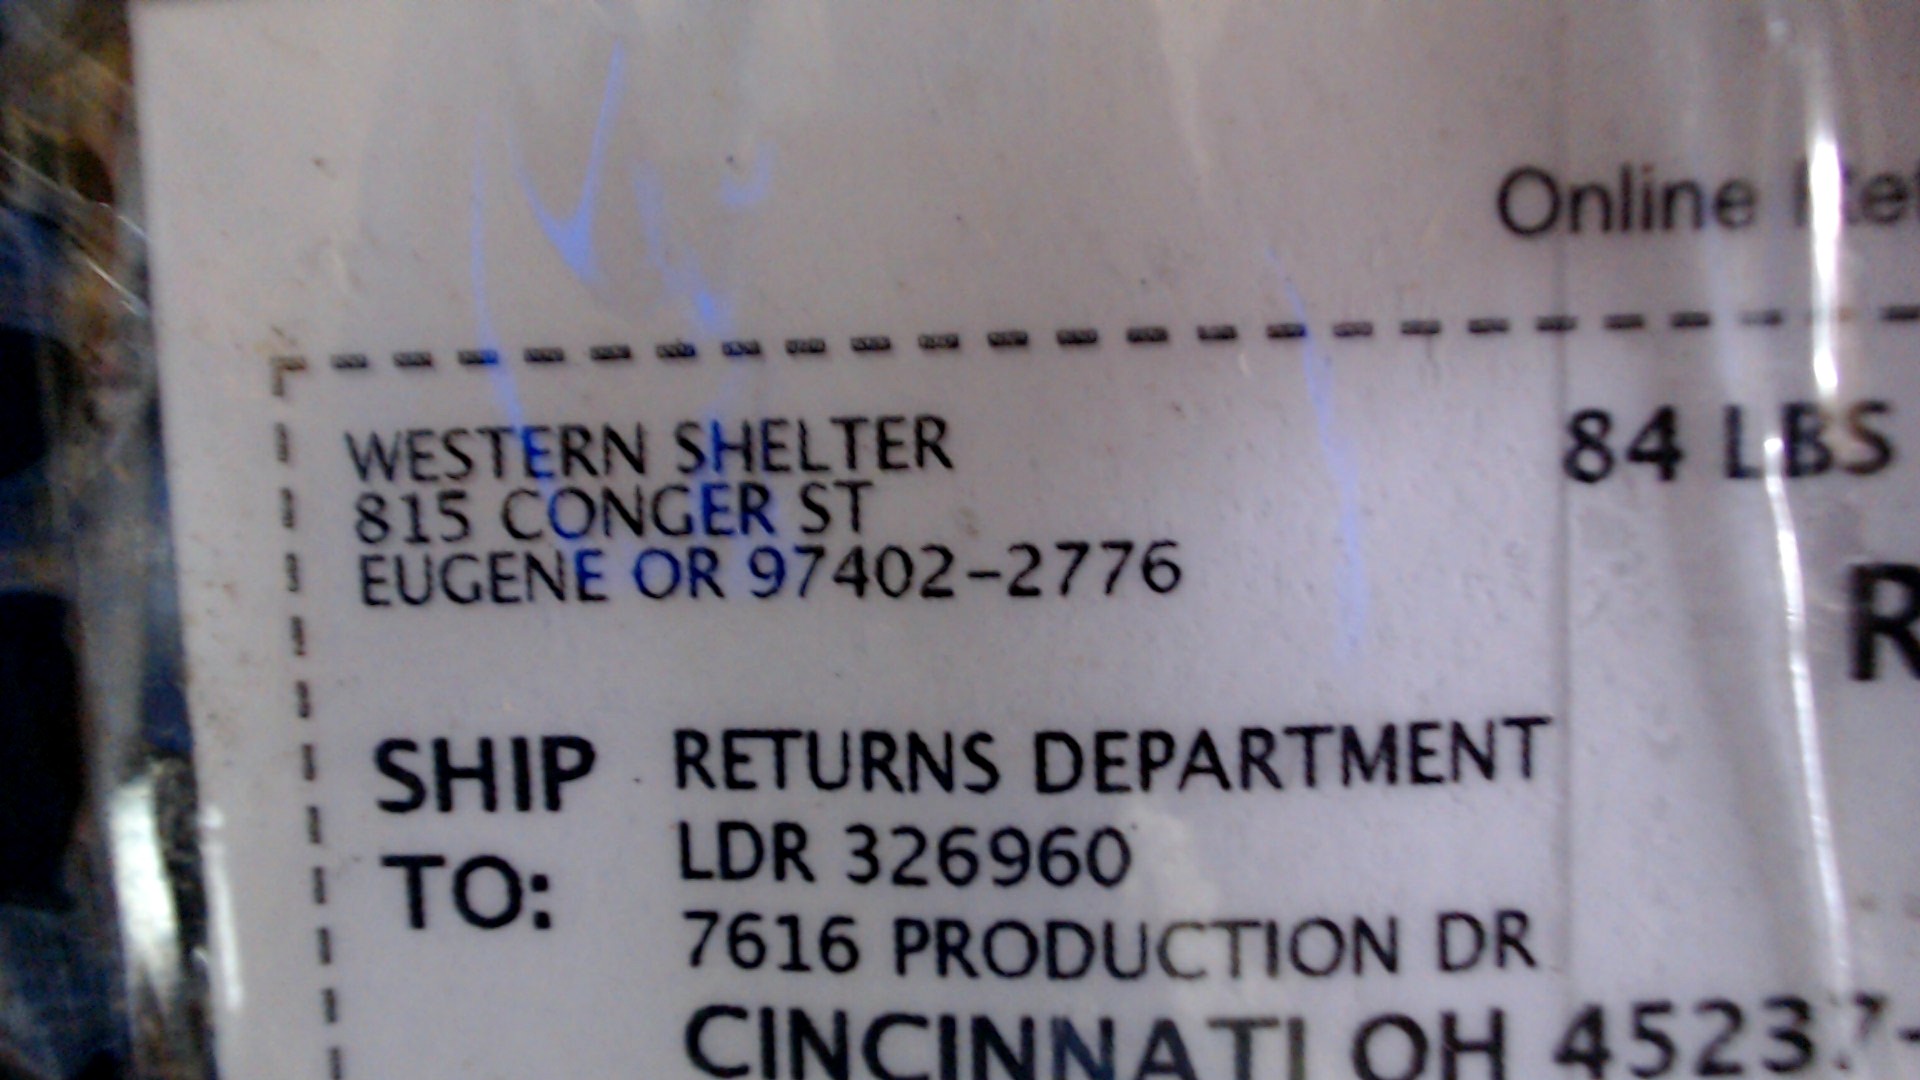 Online
WESTERN SHELTER
815 CONGER ST
EUGENE OR 97402-2776
84 LBS
R
SHIP TO:
RETURNS DEPARTMENT
LDR 326960
7616 PRODUCTION DR
CINCINNATI OH 45237-